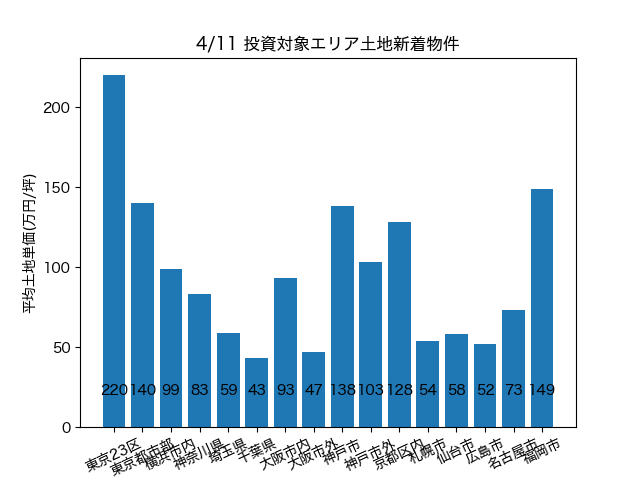 4/11 投資対象エリア土地新着物件
平均土地単価(万円/坪)
200
150
100
50
0
220 140 99 83 59 43 93 47 138 103 128 54 58 52 73 149
東京23区 東京都市部 横浜市内 神奈川県 埼玉県 千葉県 大阪市内 大阪市外 神戸市 神戸市外 京都区内 札幌市 仙台市 広島市 名古屋市 福岡市